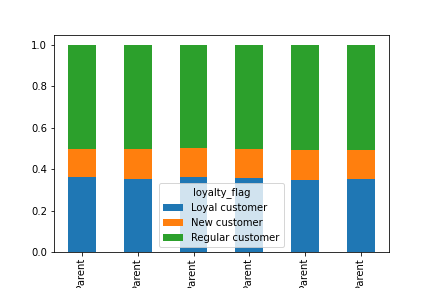 1.0
0.8
0.6
0.4
0.2
0.0
loyalty_flag
Loyal customer
New customer
Regular customer
Parent
Parent
Parent
Parent
Parent
Parent